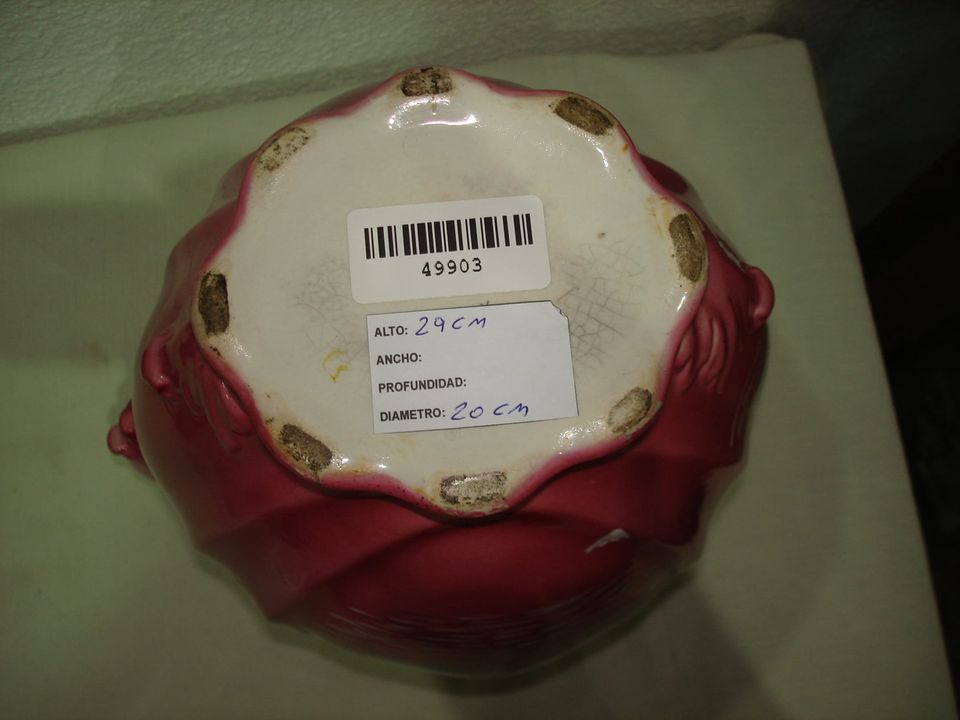 49903
ALTO: 29 CM
ANCHO:
PROFUNDIDAD:
DIAMETRO: 20 CM